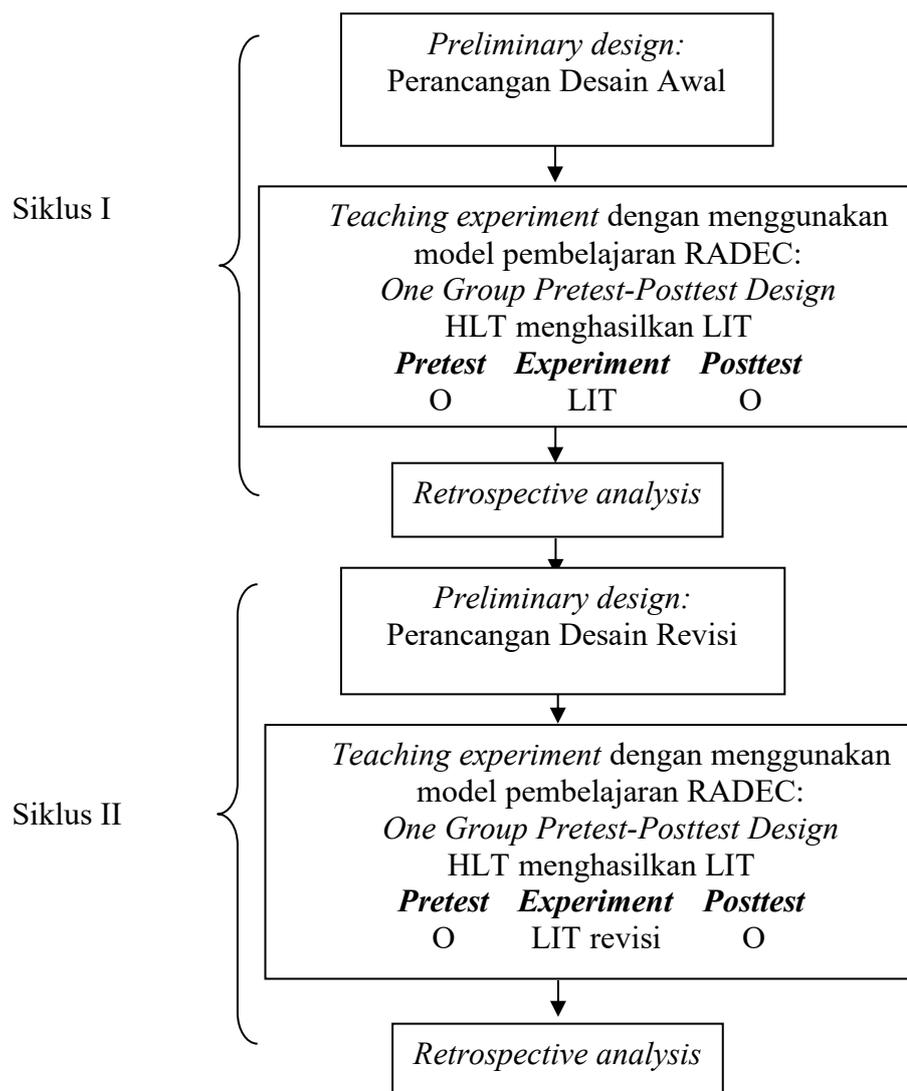 Preliminary design:
Perancangan Desain Awal
Siklus I
Teaching experiment dengan menggunakan
model pembelajaran RADEC:
One Group Pretest-Posttest Design
HLT menghasilkan LIT
Pretest Experiment Posttest
O LIT O
Retrospective analysis
Preliminary design:
Perancangan Desain Revisi
Siklus II
Teaching experiment dengan menggunakan
model pembelajaran RADEC:
One Group Pretest-Posttest Design
HLT menghasilkan LIT
Pretest Experiment Posttest
O LIT revisi O
Retrospective analysis